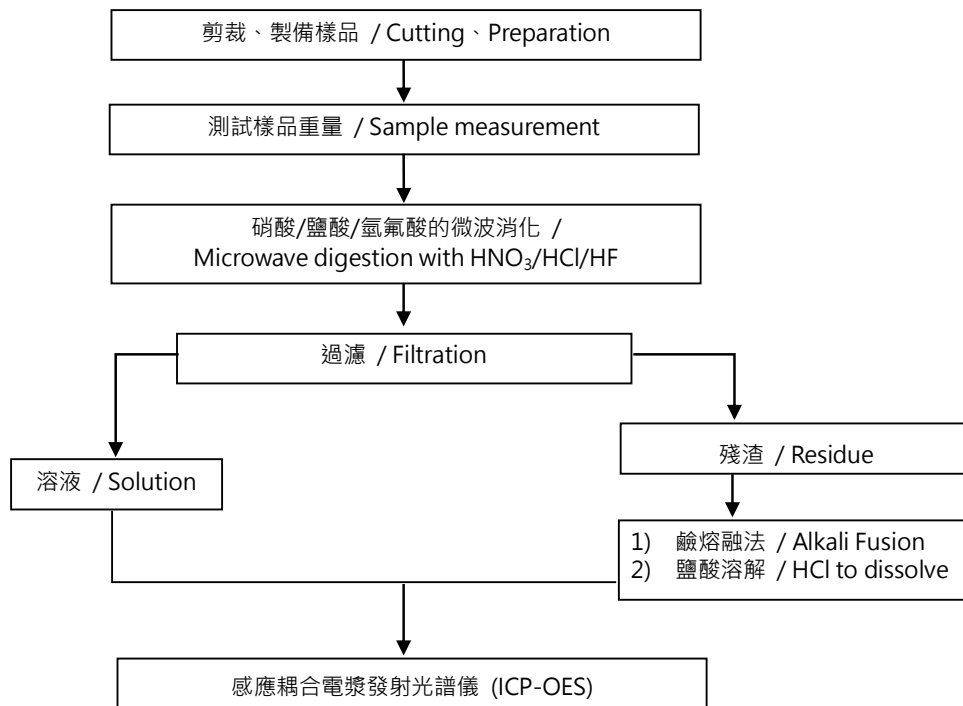 剪裁、製備樣品 / Cutting、Preparation
測試樣品重量 / Sample measurement
硝酸/鹽酸/氫氟酸的微波消化 /
Microwave digestion with HNO₃/HCl/HF
過濾 / Filtration
溶液 / Solution
殘渣 / Residue
1) 鹼熔融法 / Alkali Fusion
2) 鹽酸溶解 / HCl to dissolve
感應耦合電漿發射光譜儀 (ICP-OES)